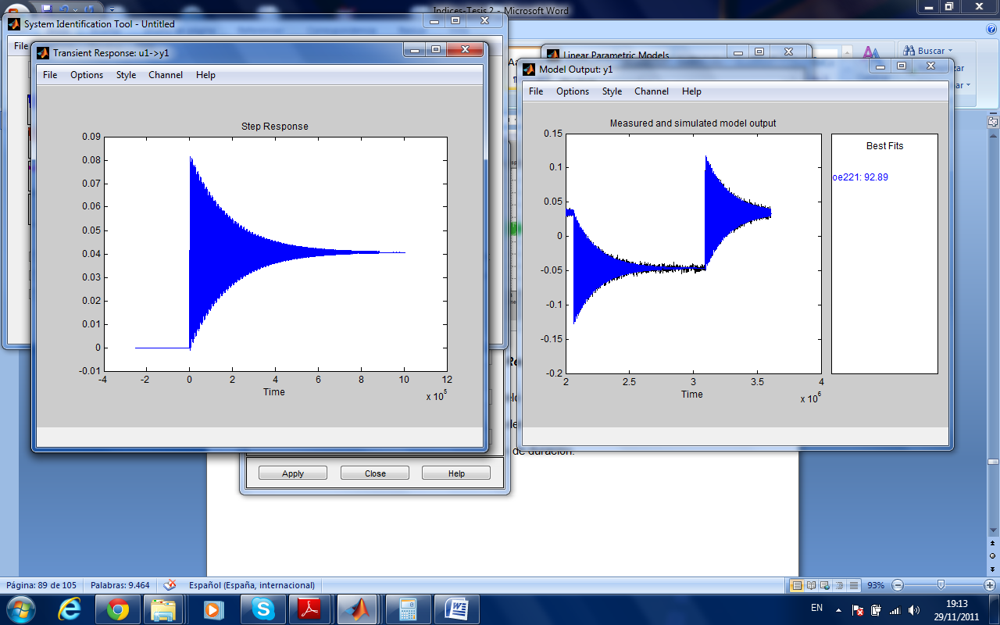 Indices-Tesis 2 - Microsoft Word
System Identification Tool - Untitled
File
Transient Response: u1->y1
File Options Style Channel Help
Step Response
0.09
0.08
0.07
0.06
0.05
0.04
0.03
0.02
0.01
0
-0.01
-4 -2 0 2 4 6 8 10 12
Time
x 10^5
Linear Parametric Models
Buscar
Model Output: y1
File Options Style Channel Help
Measured and simulated model output
0.15
0.1
0.05
0
-0.05
-0.1
-0.15
-0.2
2 2.5 3 3.5 4
Time
x 10^6
Best Fits
oe221: 92.89
de duración.
Apply Close Help
Página: 89 de 105 Palabras: 9.464 Español (España, internacional) 93%
EN 19:13
29/11/2011